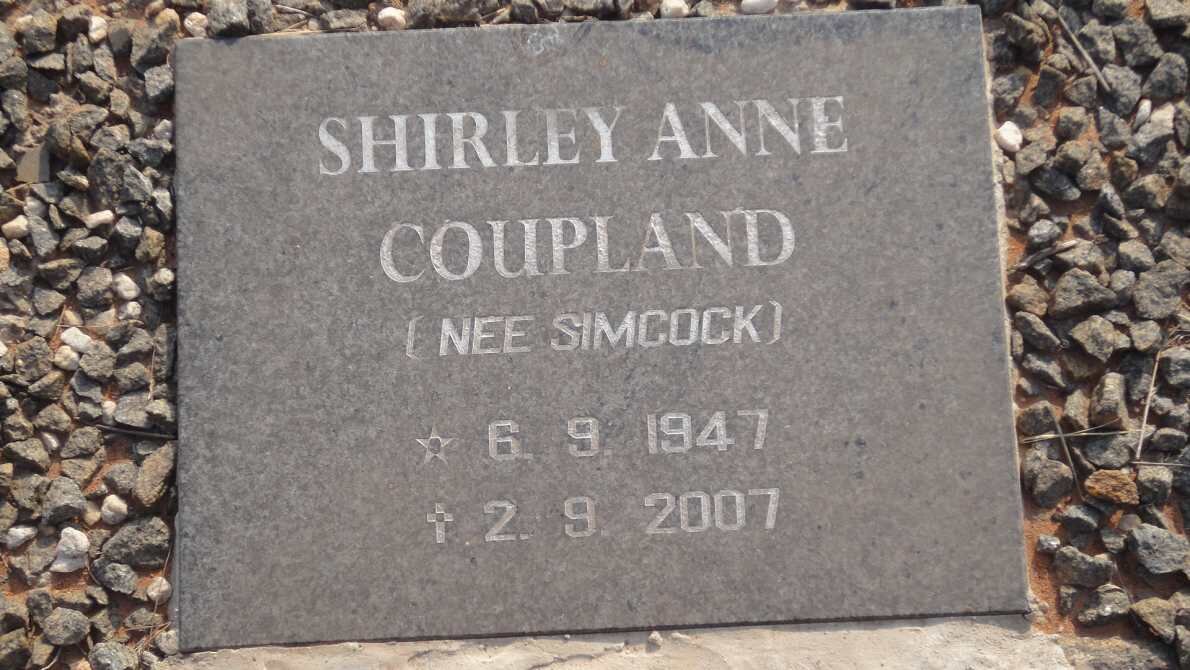 SHIRLEY ANNE
COUPLAND
(NEE SIMCOCK)
☆ 6. 9. 1947
✝ 2. 9. 2007